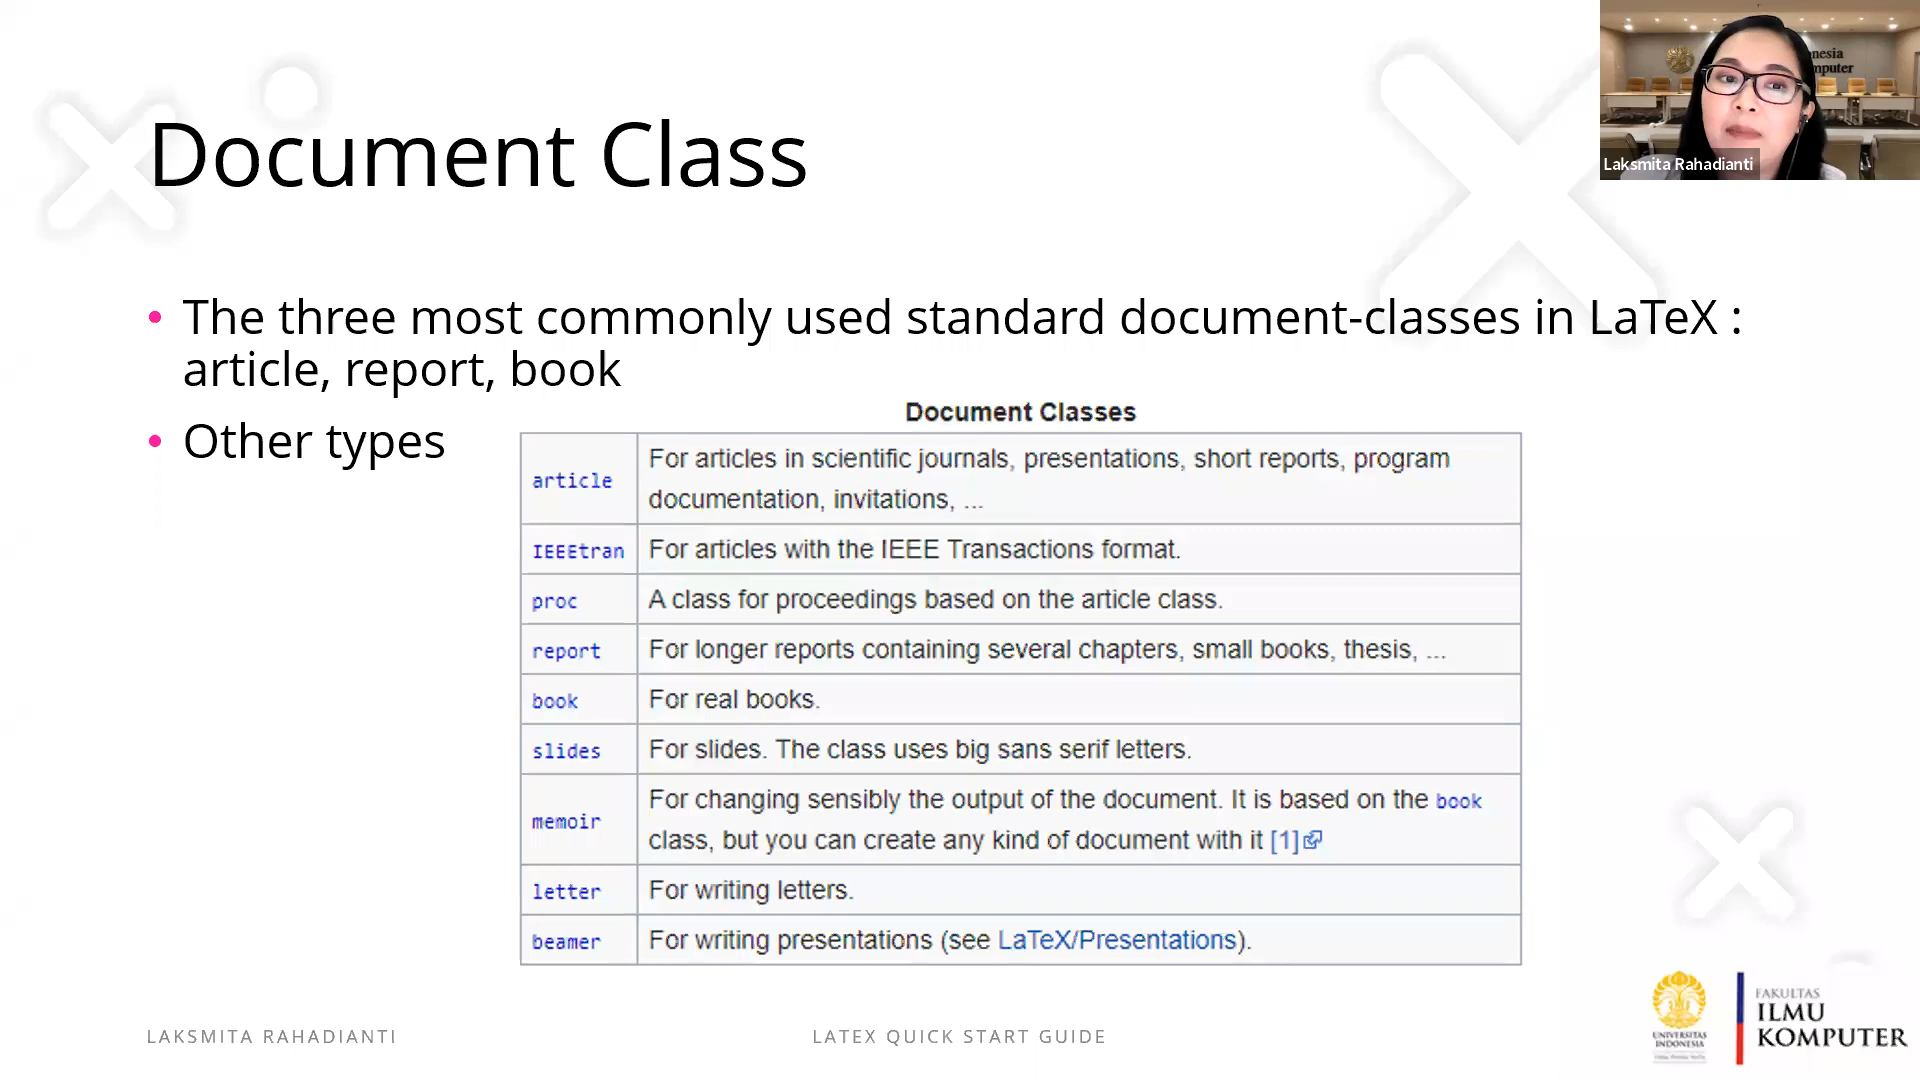 nesia
mputer
Laksmita Rahadianti
Document Class
• The three most commonly used standard document-classes in LaTeX :
article, report, book
• Other types
Document Classes
article For articles in scientific journals, presentations, short reports, program
documentation, invitations, ...
IEEEtran For articles with the IEEE Transactions format.
proc A class for proceedings based on the article class.
report For longer reports containing several chapters, small books, thesis, ...
book For real books.
slides For slides. The class uses big sans serif letters.
memoir For changing sensibly the output of the document. It is based on the book
class, but you can create any kind of document with it [1]
letter For writing letters.
beamer For writing presentations (see LaTeX/Presentations).
LAKSMITA RAHADIANTI
LATEX QUICK START GUIDE
UNIVERSITAS
INDONESIA
FAKULTAS
ILMU
KOMPUTER